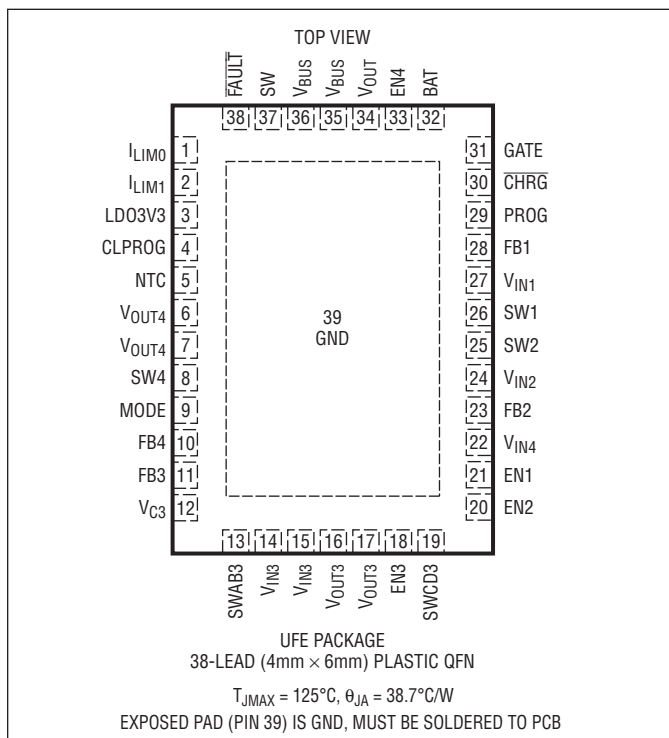 TOP VIEW
FAULT
SW
VBUS
VBUS
VOUT
EN4
BAT
38 37 36 35 34 33 32
ILIM0 1
ILIM1 2
LDO3V3 3
CLPROG 4
NTC 5
VOUT4 6
VOUT4 7
SW4 8
MODE 9
FB4 10
FB3 11
VC3 12
39
GND
31 GATE
30 CHRG
29 PROG
28 FB1
27 VIN1
26 SW1
25 SW2
24 VIN2
23 FB2
22 VIN4
21 EN1
20 EN2
13 14 15 16 17 18 19
SWAB3
VIN3
VIN3
VOUT3
VOUT3
EN3
SWCD3
UFE PACKAGE
38-LEAD (4mm × 6mm) PLASTIC QFN
TJMAX = 125°C, θJA = 38.7°C/W
EXPOSED PAD (PIN 39) IS GND, MUST BE SOLDERED TO PCB